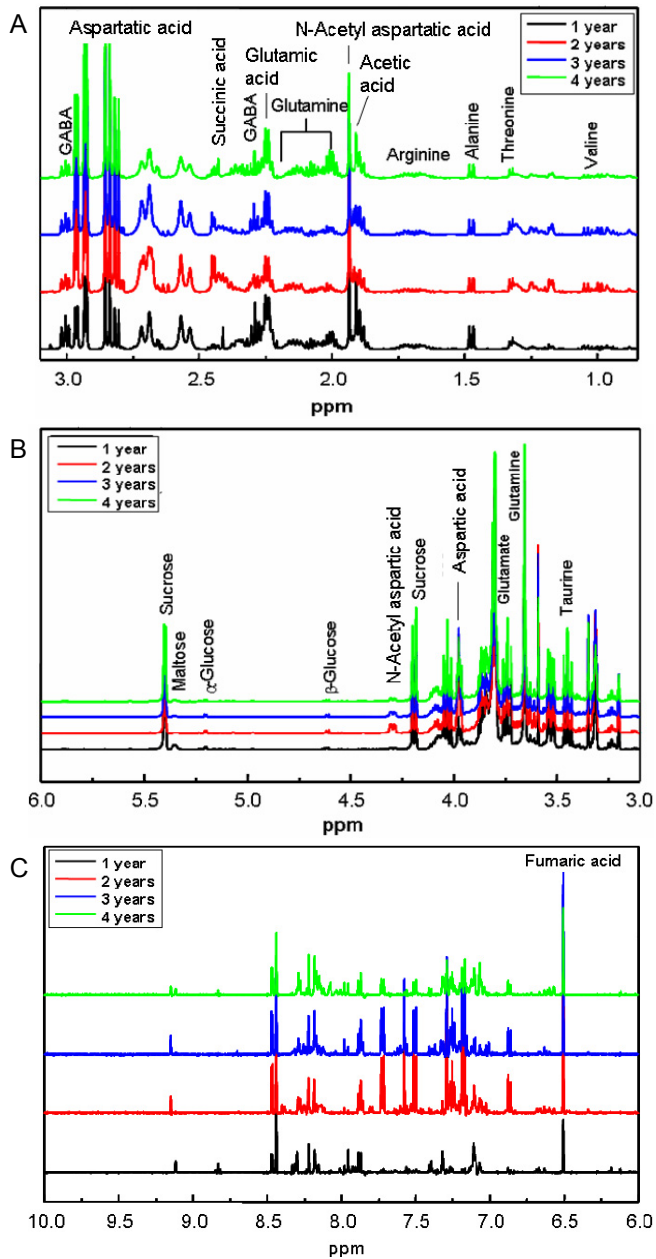 A
Aspartatic acid
N-Acetyl aspartatic acid
1 year
2 years
3 years
4 years
GABA
Succinic acid
GABA
Glutamic
acid
Glutamine
Acetic
acid
Arginine
Alanine
Threonine
Valine
3.0 2.5 2.0 1.5 1.0
ppm
B
1 year
2 years
3 years
4 years
Sucrose
Maltose
α-Glucose
β-Glucose
N-Acetyl aspartic acid
Sucrose
Aspartic acid
Glutamate
Glutamine
Taurine
6.0 5.5 5.0 4.5 4.0 3.5 3.0
ppm
C
1 year
2 years
3 years
4 years
Fumaric acid
10.0 9.5 9.0 8.5 8.0 7.5 7.0 6.5 6.0
ppm